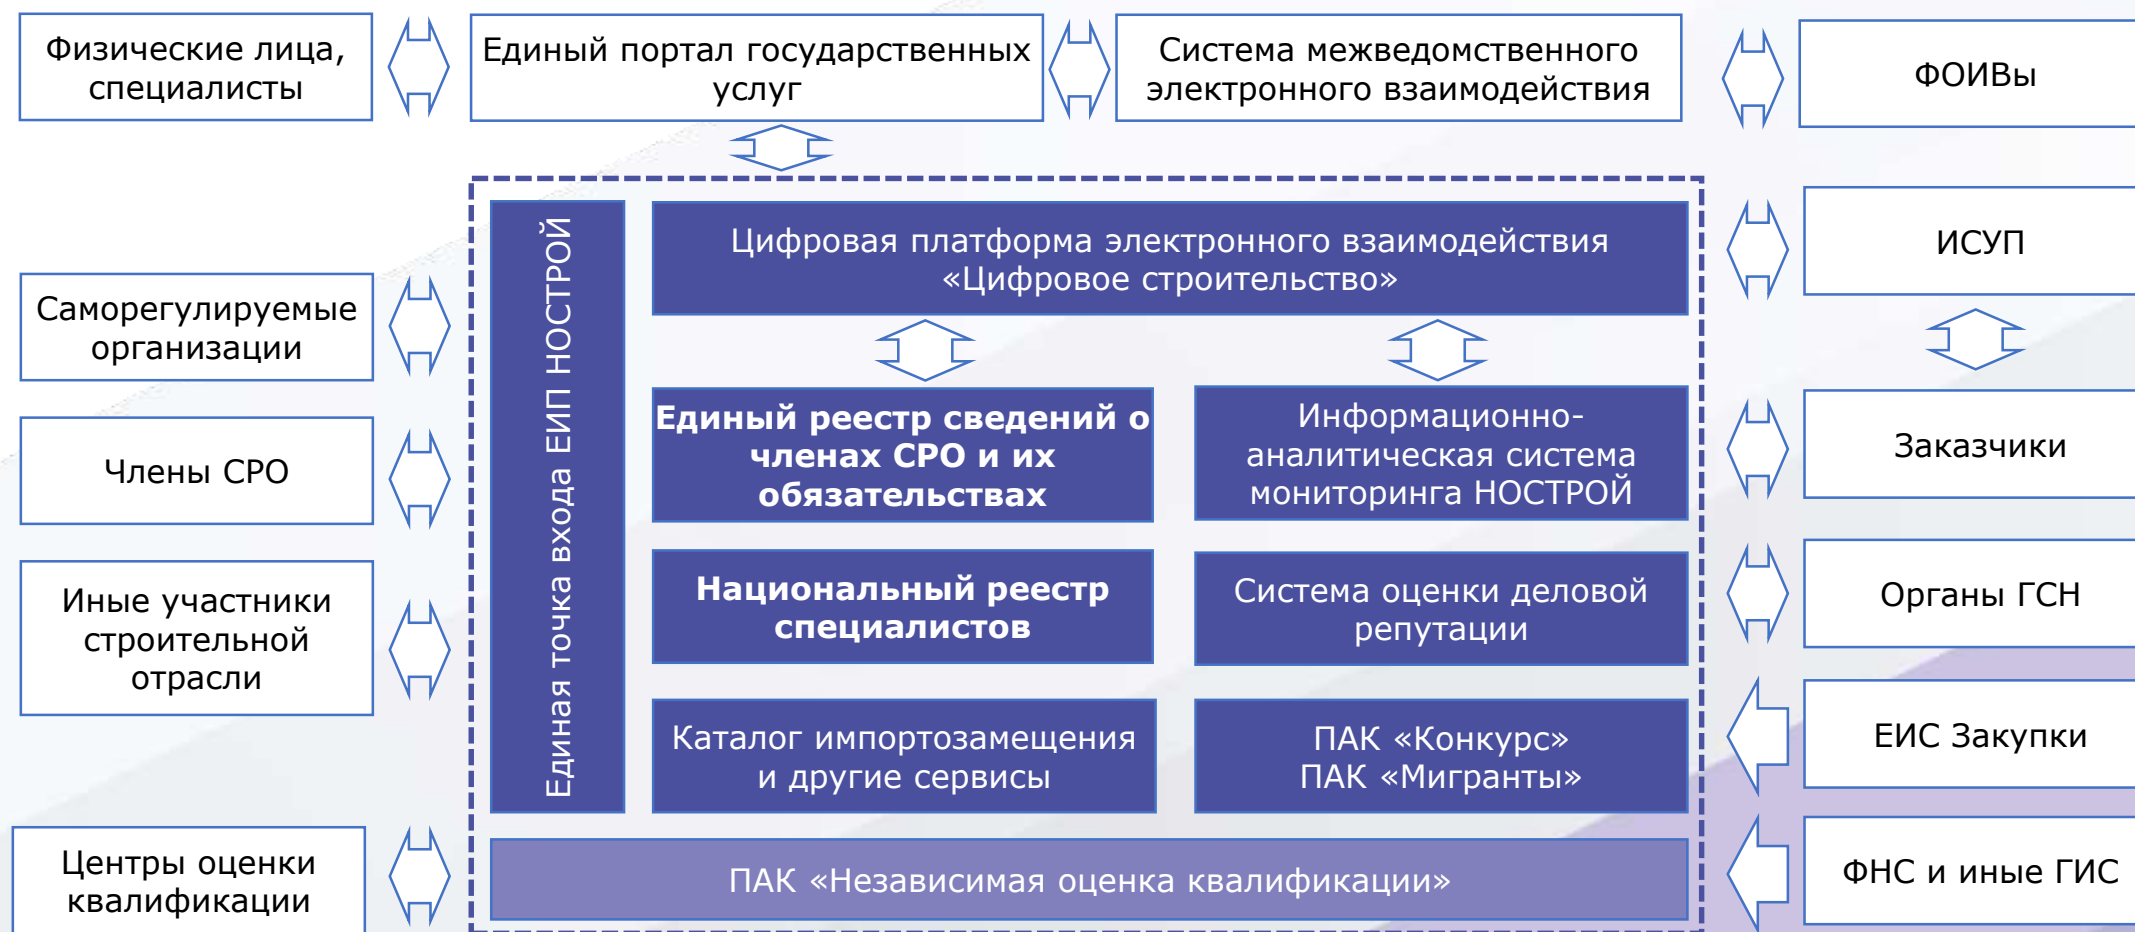 Физические лица,
специалисты
Единый портал государственных
услуг
Система межведомственного
электронного взаимодействия
ФОИВы
Единая точка входа ЕИП НОСТРОЙ
Цифровая платформа электронного взаимодействия
«Цифровое строительство»
ИСУП
Саморегулируемые
организации
Единый реестр сведений о
членах СРО и их
обязательствах
Информационно-
аналитическая система
мониторинга НОСТРОЙ
Заказчики
Члены СРО
Национальный реестр
специалистов
Система оценки деловой
репутации
Органы ГСН
Иные участники
строительной
отрасли
Каталог импортозамещения
и другие сервисы
ПАК «Конкурс»
ПАК «Мигранты»
ЕИС Закупки
Центры оценки
квалификации
ПАК «Независимая оценка квалификации»
ФНС и иные ГИС